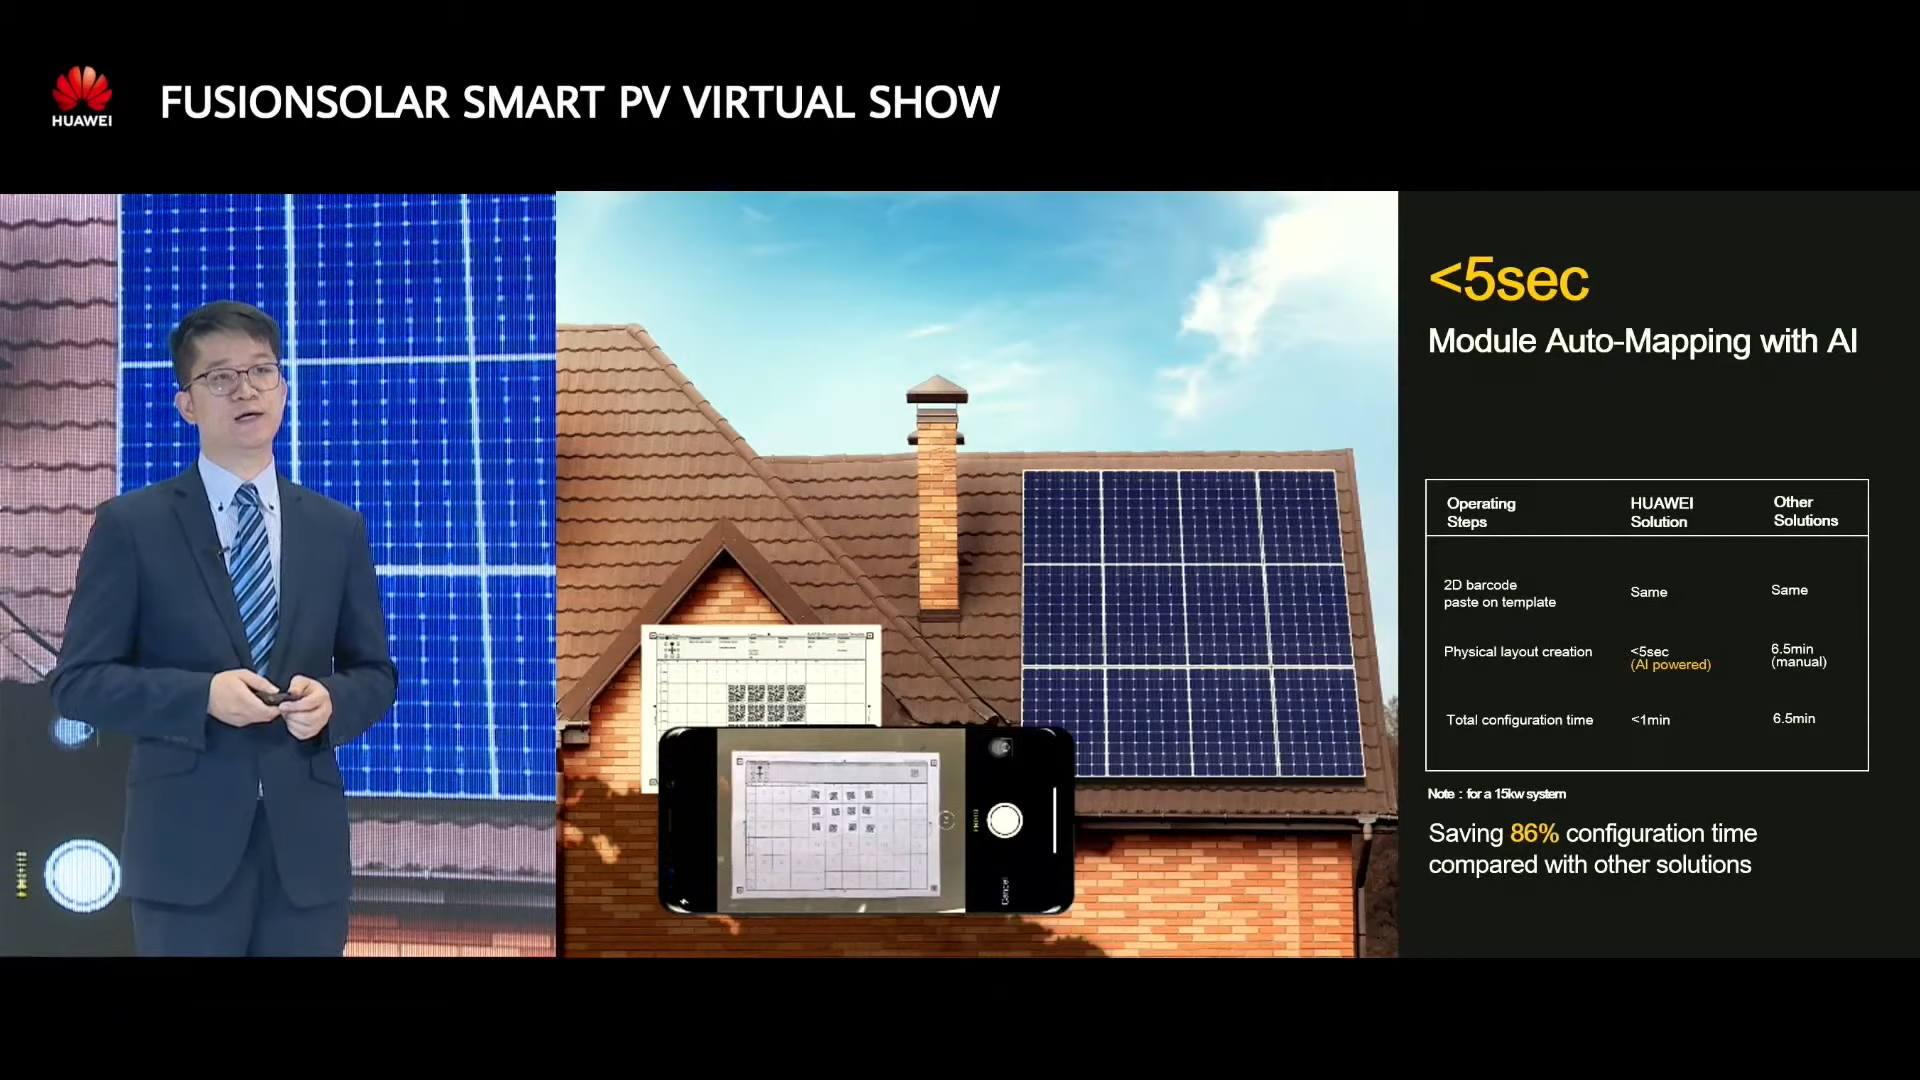 HUAWEI
FUSIONSOLAR SMART PV VIRTUAL SHOW
<5sec
Module Auto-Mapping with AI
Operating
Steps
HUAWEI
Solution
Other
Solutions
2D barcode
paste on template
Same
Same
Physical layout creation
<5sec
(AI powered)
6.5min
(manual)
Total configuration time
<1min
6.5min
Note : for a 15kw system
Saving 86% configuration time
compared with other solutions
Cancel